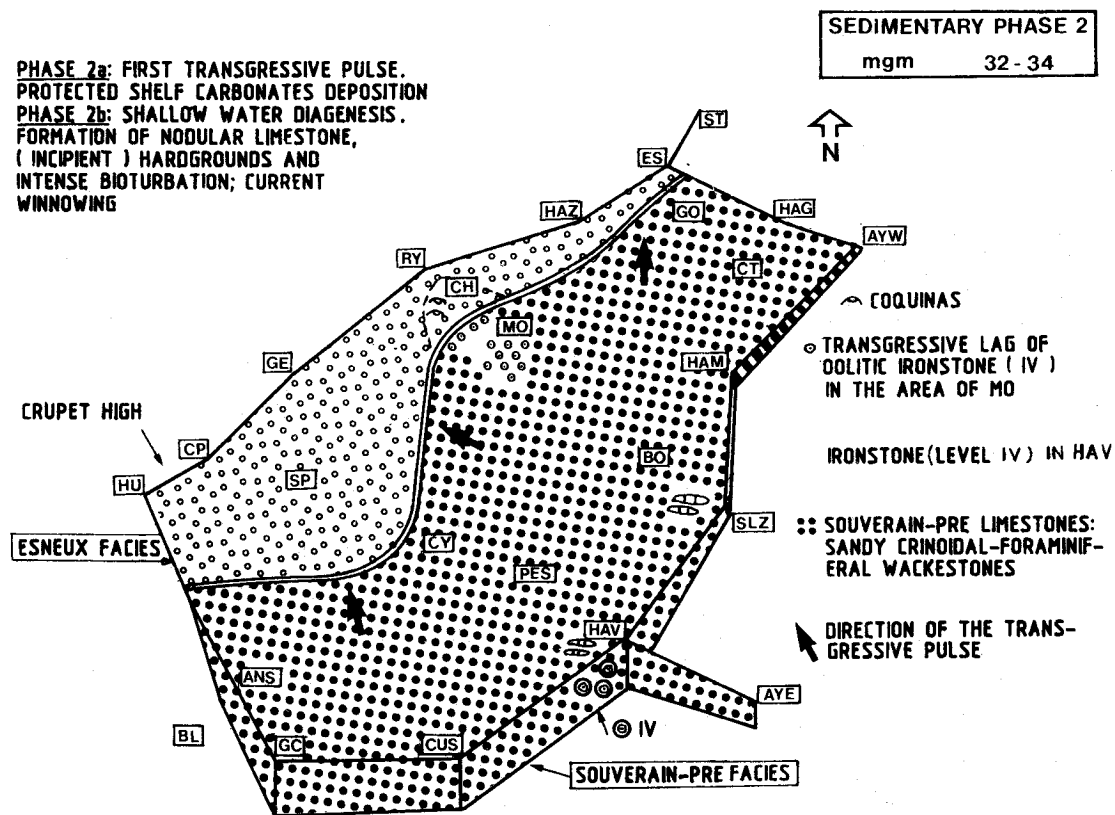 SEDIMENTARY PHASE 2
mgm 32-34
PHASE 2a: FIRST TRANSGRESSIVE PULSE.
PROTECTED SHELF CARBONATES DEPOSITION
PHASE 2b: SHALLOW WATER DIAGENESIS.
FORMATION OF NODULAR LIMESTONE,
( INCIPIENT ) HARDGROUNDS AND
INTENSE BIOTURBATION; CURRENT
WINNOWING
ST
N
ES
HAZ
GO
HAG
AYW
RY
CH
CT
COQUINAS
MO
TRANSGRESSIVE LAG OF
OOLITIC IRONSTONE ( IV )
IN THE AREA OF MO
GE
HAM
CRUPET HIGH
CP
BO
IRONSTONE(LEVEL IV) IN HAV
HU
SP
SLZ
SOUVERAIN-PRE LIMESTONES:
SANDY CRINOIDAL-FORAMINIF-
ERAL WACKESTONES
ESNEUX FACIES
CY
PES
HAV
DIRECTION OF THE TRANS-
GRESSIVE PULSE
ANS
AYE
BL
GC
CUS
IV
SOUVERAIN-PRE FACIES